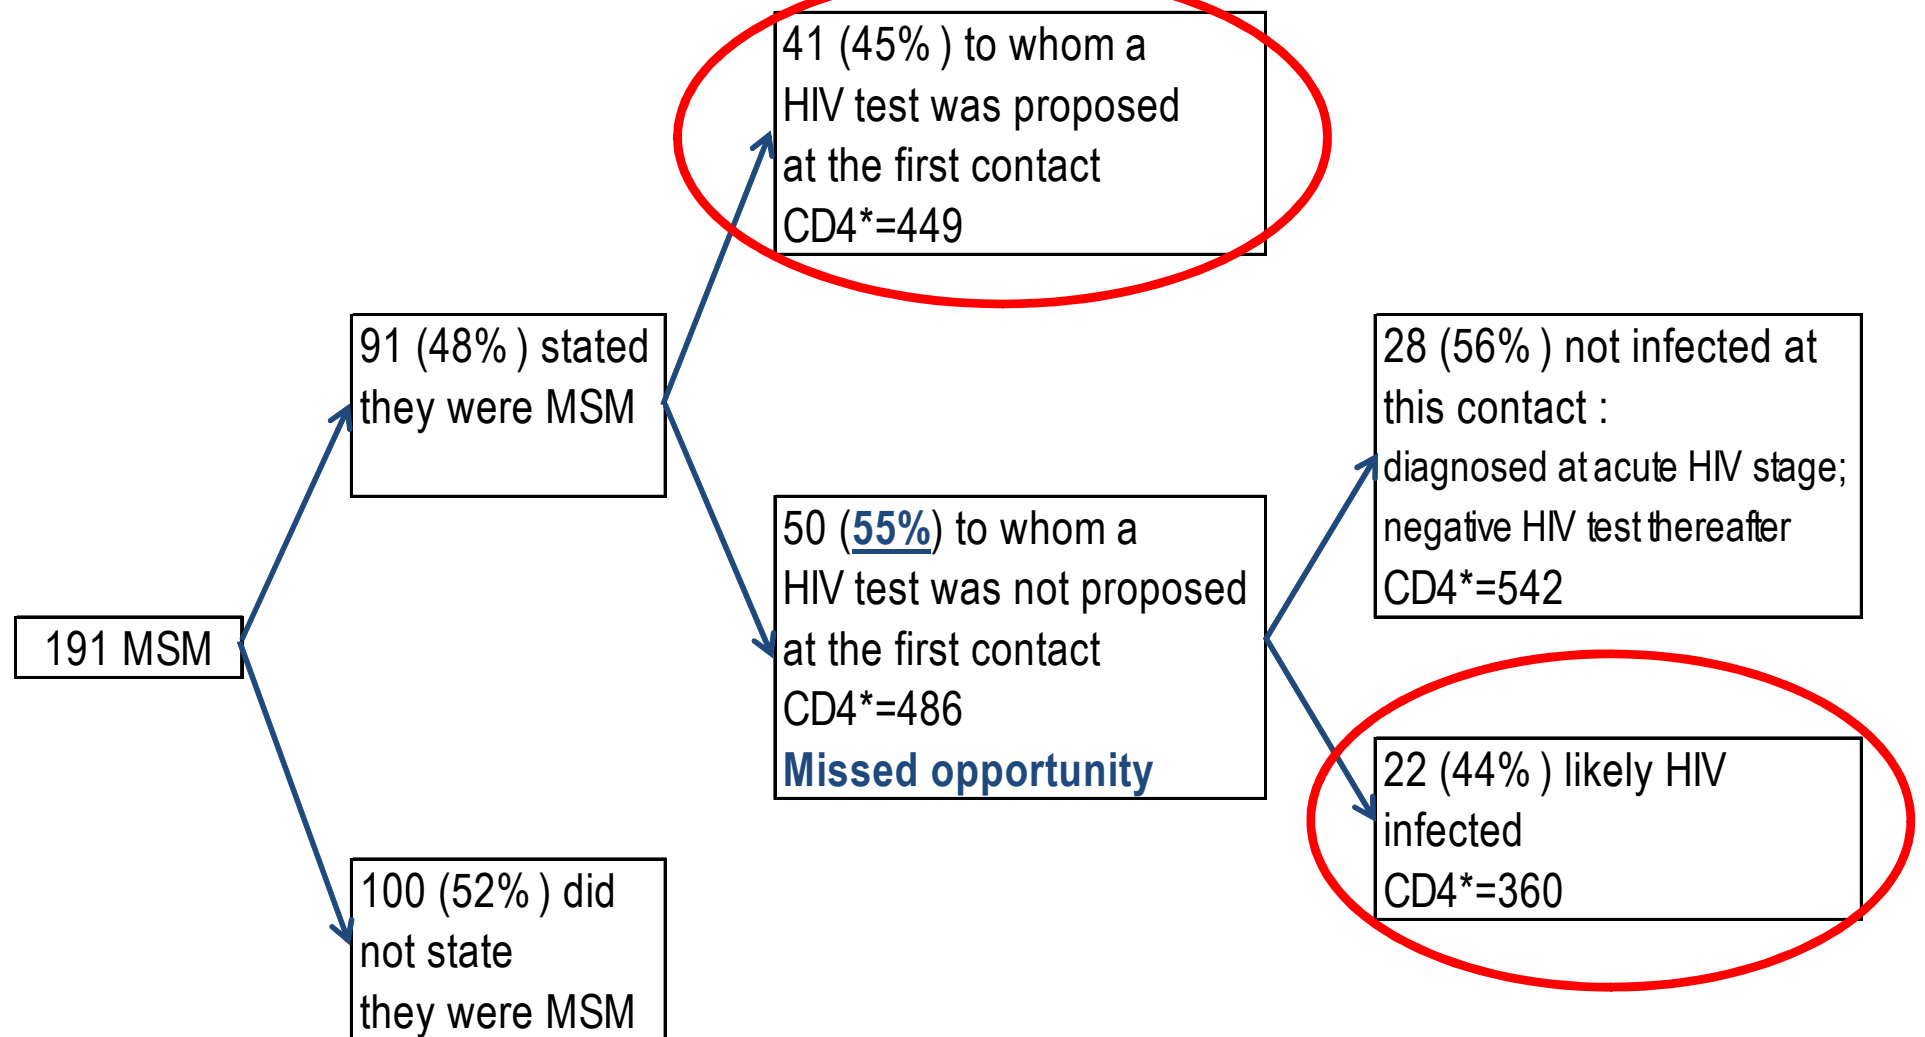 41 (45% ) to whom a
HIV test was proposed
at the first contact
CD4*=449
91 (48% ) stated
they were MSM
28 (56% ) not infected at
this contact :
diagnosed at acute HIV stage;
negative HIV test thereafter
CD4*=542
50 (55%) to whom a
HIV test was not proposed
at the first contact
CD4*=486
Missed opportunity
191 MSM
22 (44% ) likely HIV
infected
CD4*=360
100 (52% ) did
not state
they were MSM